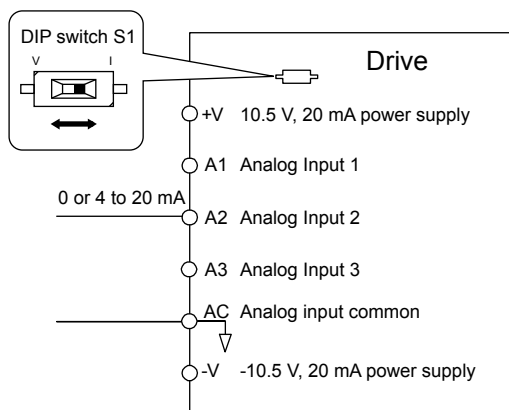 DIP switch S1
V I
Drive
+V 10.5 V, 20 mA power supply
A1 Analog Input 1
0 or 4 to 20 mA
A2 Analog Input 2
A3 Analog Input 3
AC Analog input common
-V -10.5 V, 20 mA power supply